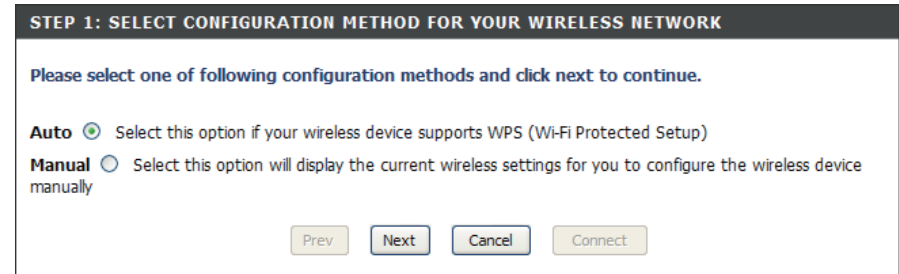 STEP 1: SELECT CONFIGURATION METHOD FOR YOUR WIRELESS NETWORK
Please select one of following configuration methods and click next to continue.
Auto Select this option if your wireless device supports WPS (Wi-Fi Protected Setup)
Manual Select this option will display the current wireless settings for you to configure the wireless device
manually
Prev Next Cancel Connect